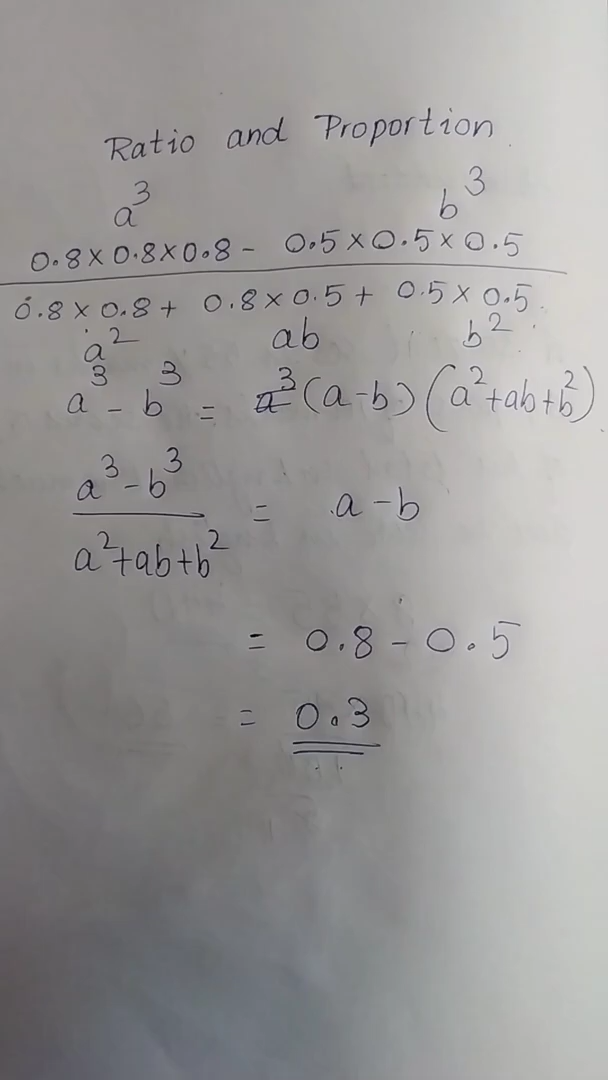 Ratio and Proportion
a³ b³
0.8 × 0.8 × 0.8 - 0.5 × 0.5 × 0.5
0.8 × 0.8 + 0.8 × 0.5 + 0.5 × 0.5
a² ab b²
a³ - b³ = (a-b) (a²+ab+b²)
a³-b³
a²+ab+b²
= a-b
= 0.8 - 0.5
= 0.3